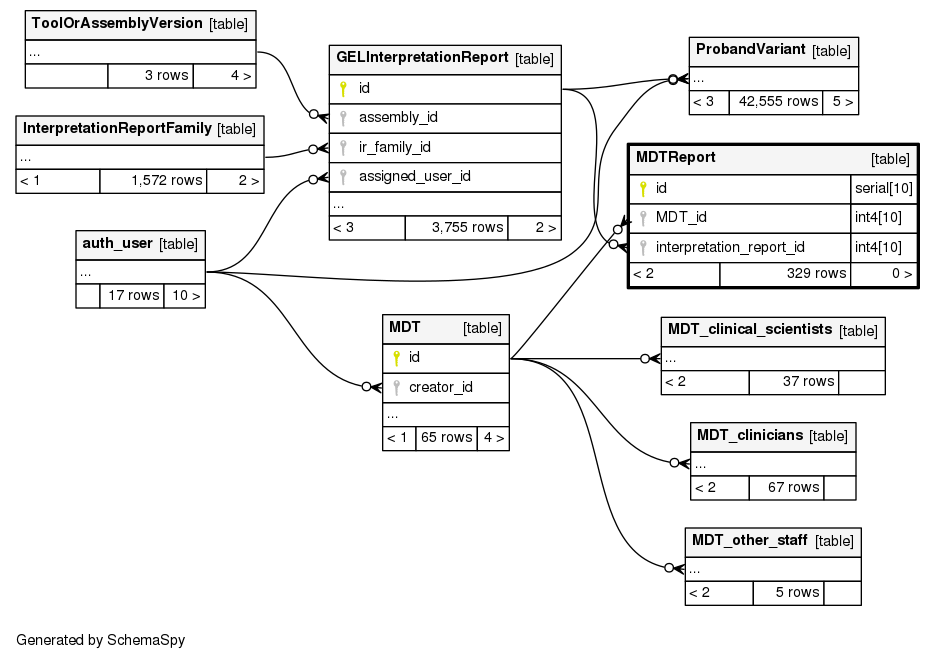 ToolOrAssemblyVersion [table]
...
3 rows 4 >
InterpretationReportFamily [table]
...
< 1 1,572 rows 2 >
auth_user [table]
...
17 rows 10 >
GELInterpretationReport [table]
id
assembly_id
ir_family_id
assigned_user_id
...
< 3 3,755 rows 2 >
MDT [table]
id
creator_id
...
< 1 65 rows 4 >
ProbandVariant [table]
...
< 3 42,555 rows 5 >
MDTReport [table]
id serial[10]
MDT_id int4[10]
interpretation_report_id int4[10]
< 2 329 rows 0 >
MDT_clinical_scientists [table]
...
< 2 37 rows
MDT_clinicians [table]
...
< 2 67 rows
MDT_other_staff [table]
...
< 2 5 rows
Generated by SchemaSpy